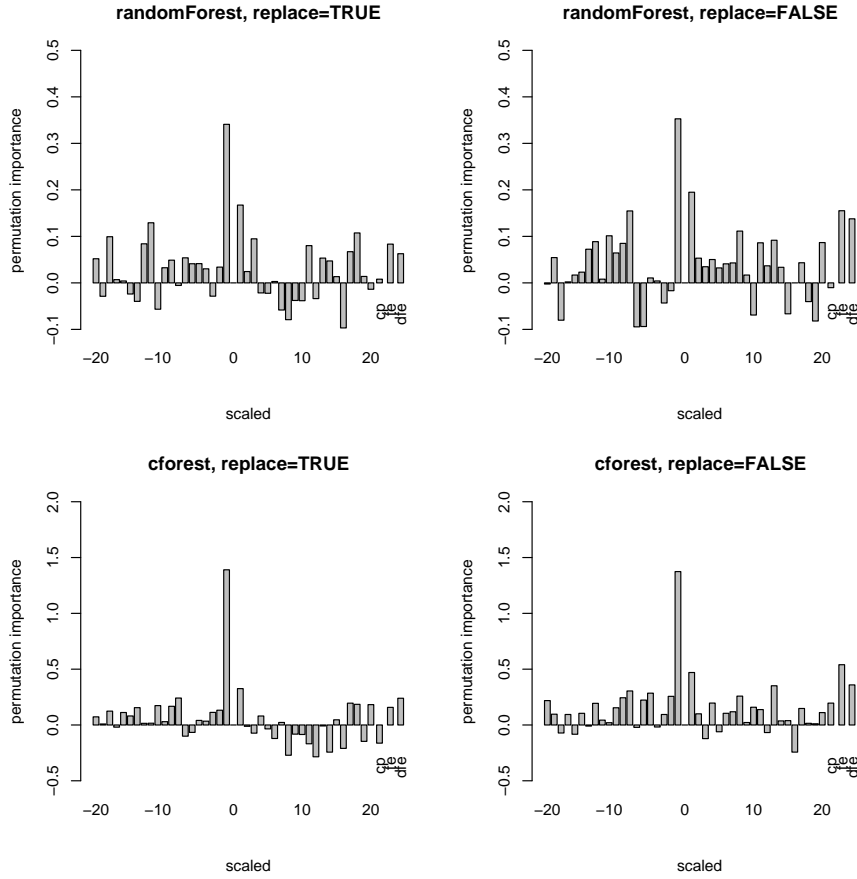 randomForest, replace=TRUE
permutation importance
0.5
0.4
0.3
0.2
0.1
0.0
−0.1
−20
−10
0
10
20
cp
fe
dfe
scaled
randomForest, replace=FALSE
permutation importance
0.5
0.4
0.3
0.2
0.1
0.0
−0.1
−20
−10
0
10
20
cp
fe
dfe
scaled
cforest, replace=TRUE
permutation importance
2.0
1.5
1.0
0.5
0.0
−0.5
−20
−10
0
10
20
cp
fe
dfe
scaled
cforest, replace=FALSE
permutation importance
2.0
1.5
1.0
0.5
0.0
−0.5
−20
−10
0
10
20
cp
fe
dfe
scaled